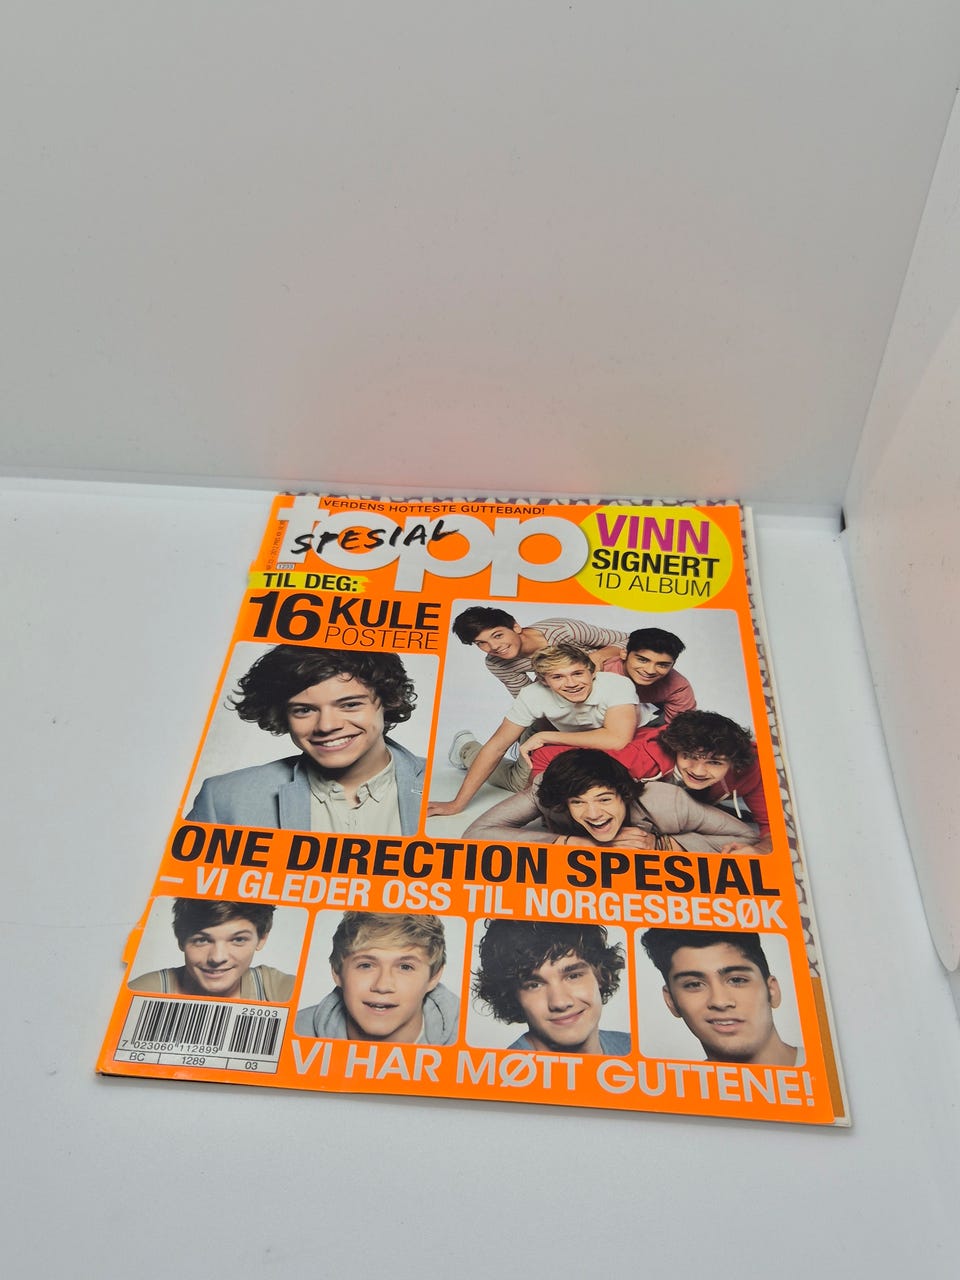 VERDENS HOTTESTE GUTTEBAND!
topp
SPESIAL
VINN
SIGNERT
1D ALBUM
TIL DEG:
16 KULE
POSTERE
ONE DIRECTION SPESIAL
– VI GLEDER OSS TIL NORGESBESØK
25003
7 023060 112899
BC 1289 03
VI HAR MØTT GUTTENE!